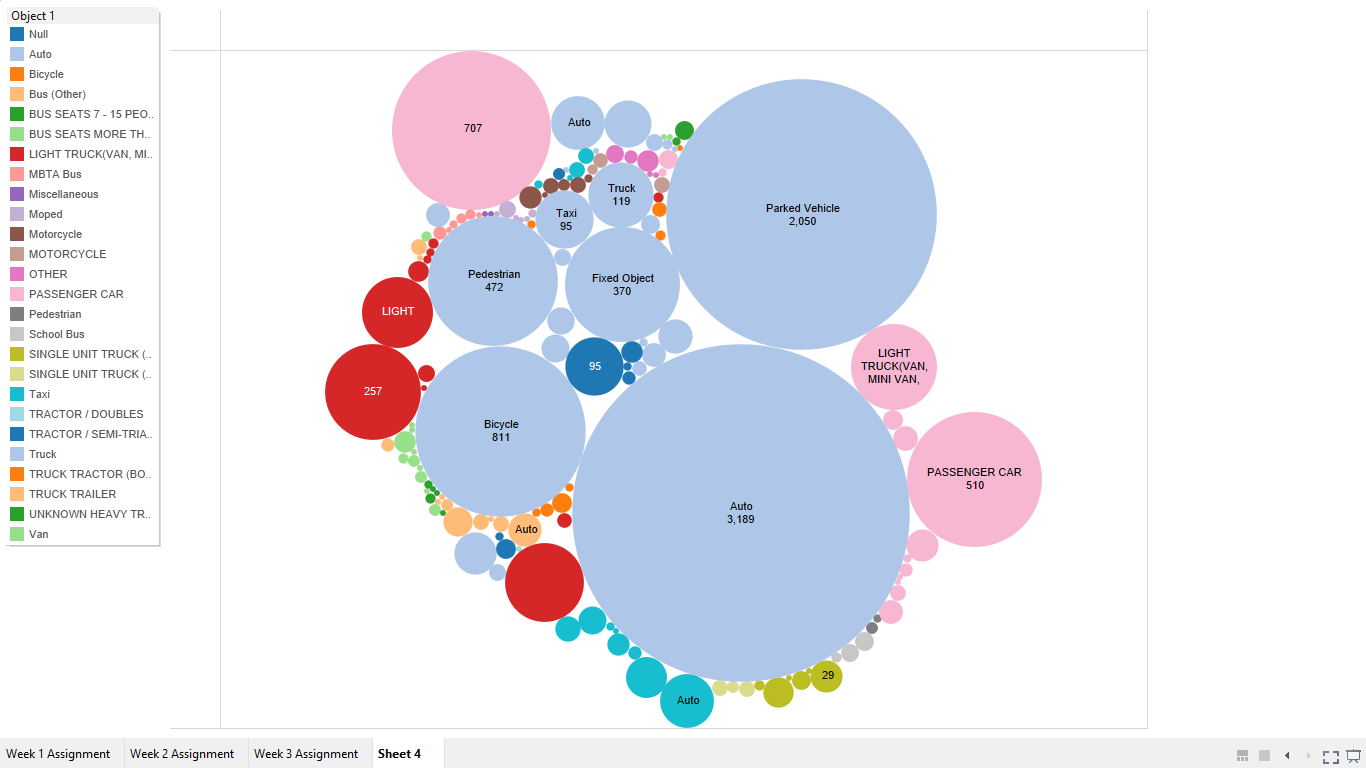 Object 1
Null
Auto
Bicycle
Bus (Other)
BUS SEATS 7 - 15 PEO..
BUS SEATS MORE TH..
LIGHT TRUCK(VAN, MI..
MBTA Bus
Miscellaneous
Moped
Motorcycle
MOTORCYCLE
OTHER
PASSENGER CAR
Pedestrian
School Bus
SINGLE UNIT TRUCK (..
SINGLE UNIT TRUCK (..
Taxi
TRACTOR / DOUBLES
TRACTOR / SEMI-TRIA..
Truck
TRUCK TRACTOR (BO..
TRUCK TRAILER
UNKNOWN HEAVY TR..
Van
707
Auto
Truck
119
Taxi
95
Parked Vehicle
2,050
Pedestrian
472
Fixed Object
370
LIGHT
95
LIGHT
TRUCK(VAN,
MINI VAN,
257
Bicycle
811
PASSENGER CAR
510
Auto
3,189
Auto
29
Auto
Week 1 Assignment
Week 2 Assignment
Week 3 Assignment
Sheet 4